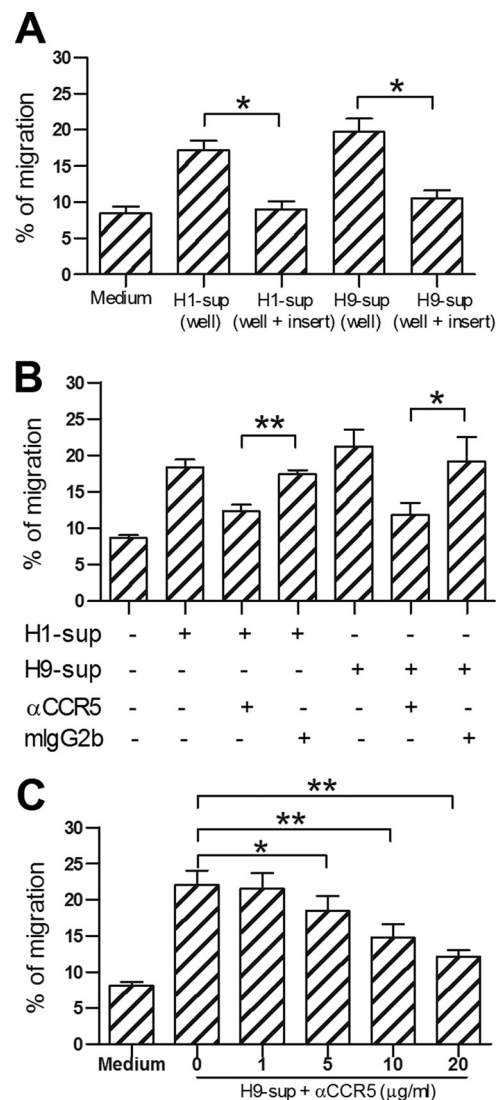 A
% of migration
30
25
20
15
10
5
0
*
*
Medium
H1-sup
(well)
H1-sup
(well + insert)
H9-sup
(well)
H9-sup
(well + insert)
B
% of migration
30
25
20
15
10
5
0
**
*
H1-sup - + + + - - -
H9-sup - - - - + + +
αCCR5 - - + - - + -
mIgG2b - - - + - - +
C
% of migration
30
25
20
15
10
5
0
**
**
*
Medium 0 1 5 10 20
H9-sup + αCCR5 (μg/ml)